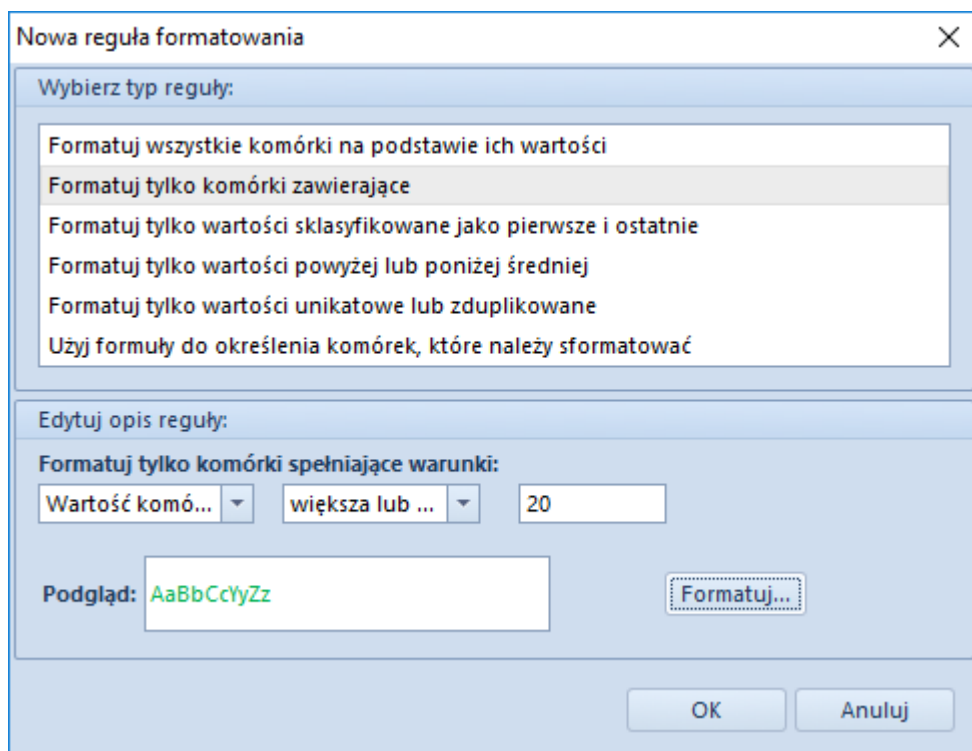 Nowa reguła formatowania
Wybierz typ reguły:
Formatuj wszystkie komórki na podstawie ich wartości
Formatuj tylko komórki zawierające
Formatuj tylko wartości sklasyfikowane jako pierwsze i ostatnie
Formatuj tylko wartości powyżej lub poniżej średniej
Formatuj tylko wartości unikatowe lub zduplikowane
Użyj formuły do określenia komórek, które należy sformatować
Edytuj opis reguły:
Formatuj tylko komórki spełniające warunki:
Wartość komó... większa lub ... 20
Podgląd: AaBbCcYyZz Formatuj...
OK Anuluj